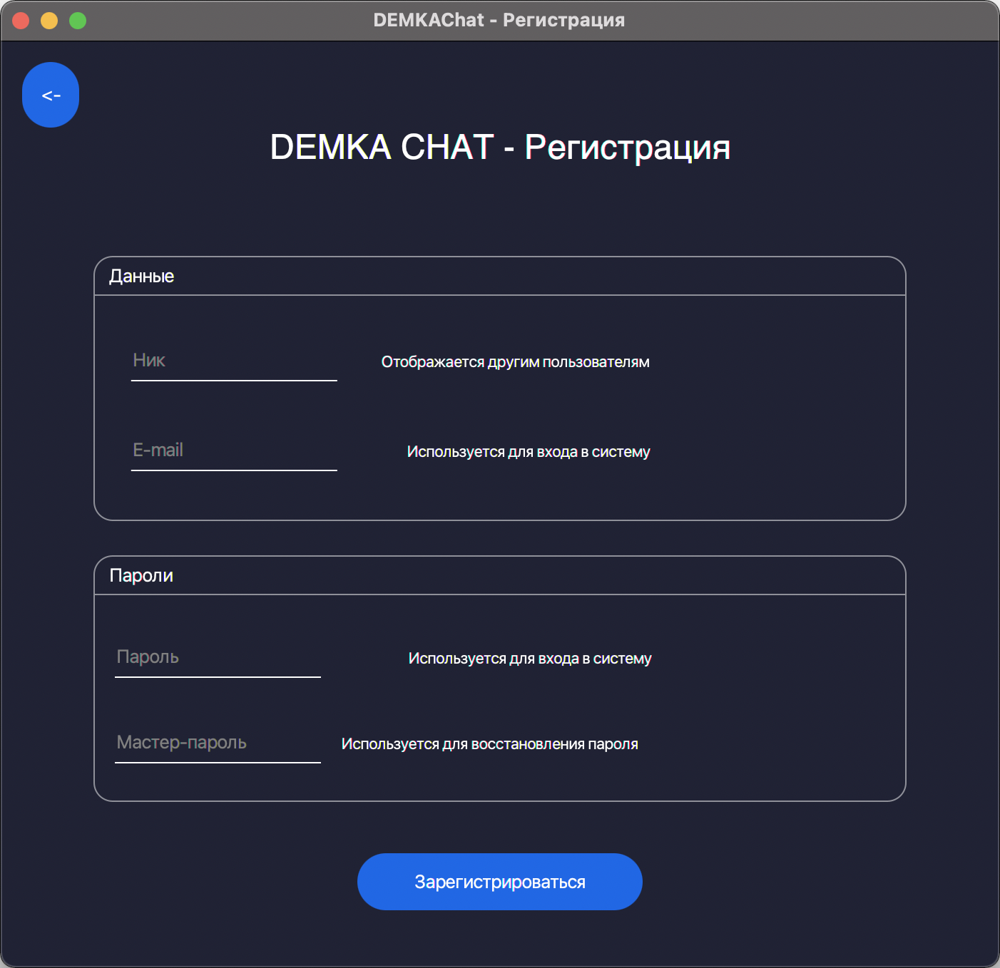 DEMKAChat - Регистрация
<-
DEMKA CHAT - Регистрация
Данные
Ник
Отображается другим пользователям
E-mail
Используется для входа в систему
Пароли
Пароль
Используется для входа в систему
Мастер-пароль
Используется для восстановления пароля
Зарегистрироваться